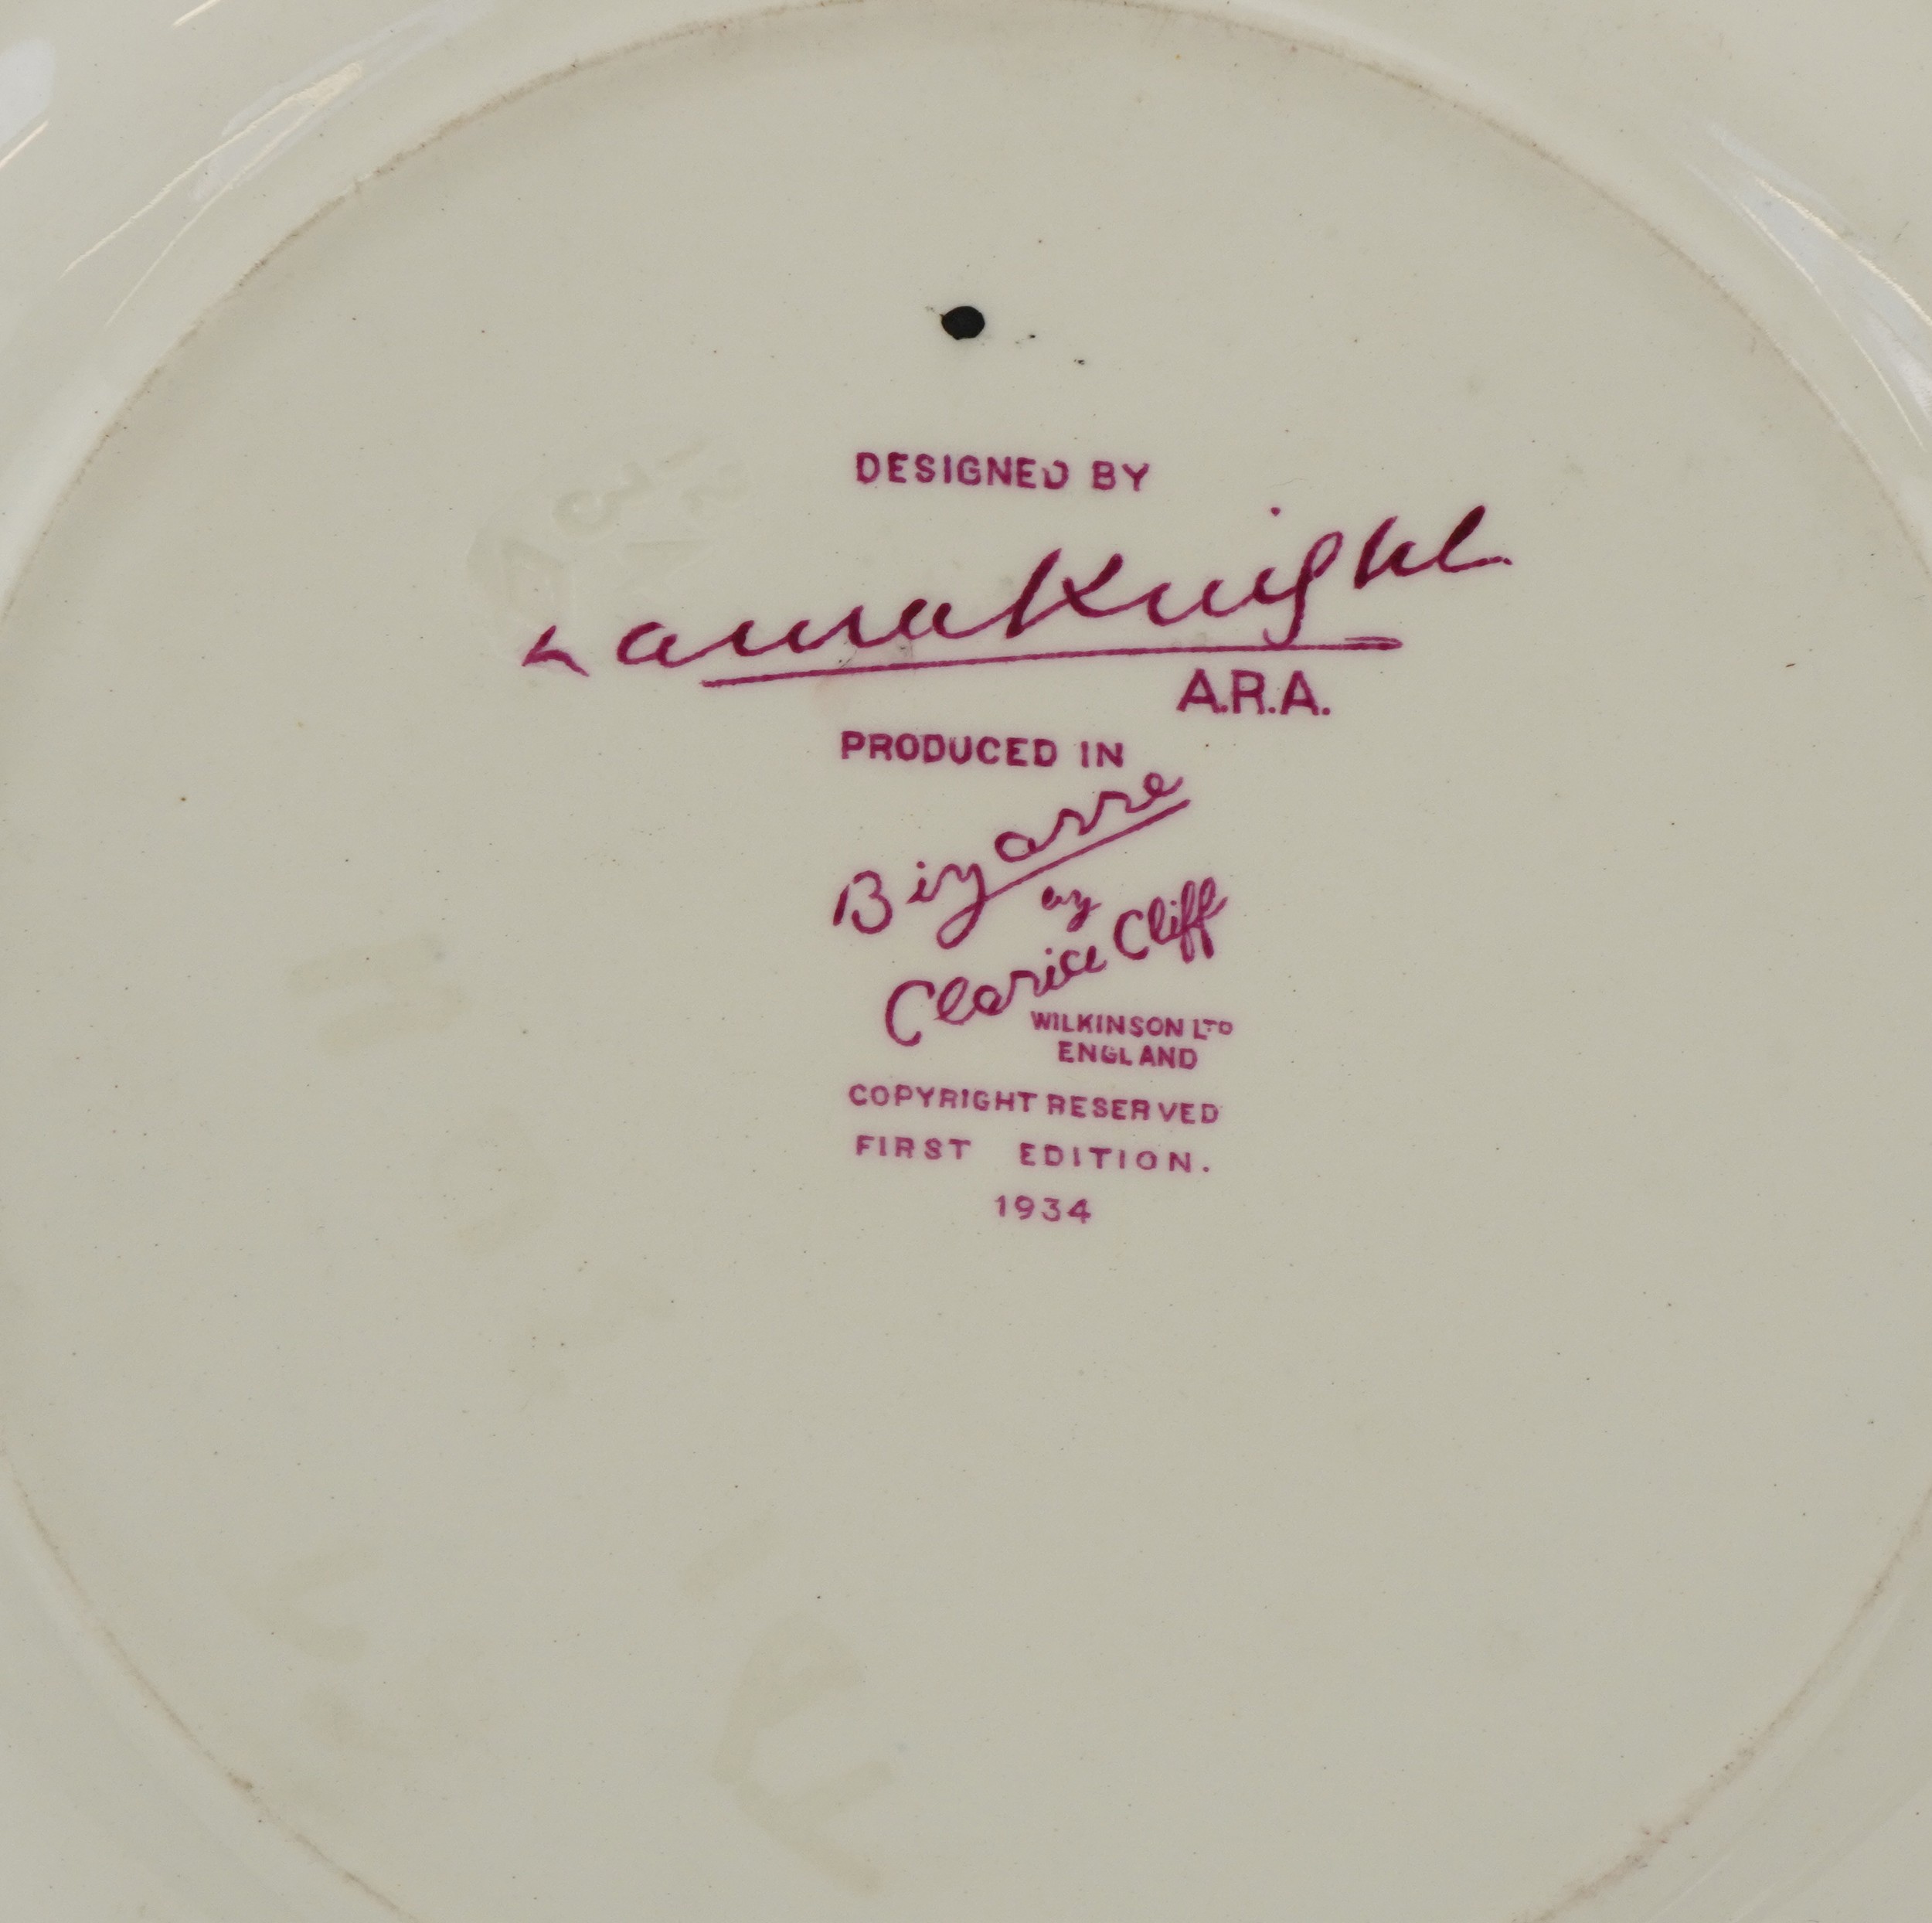 DESIGNED BY
Laura Knight
A.R.A.
PRODUCED IN
Bizarre
by
Clarice Cliff
WILKINSON LTD
ENGLAND
COPYRIGHT RESERVED
FIRST EDITION.
1934